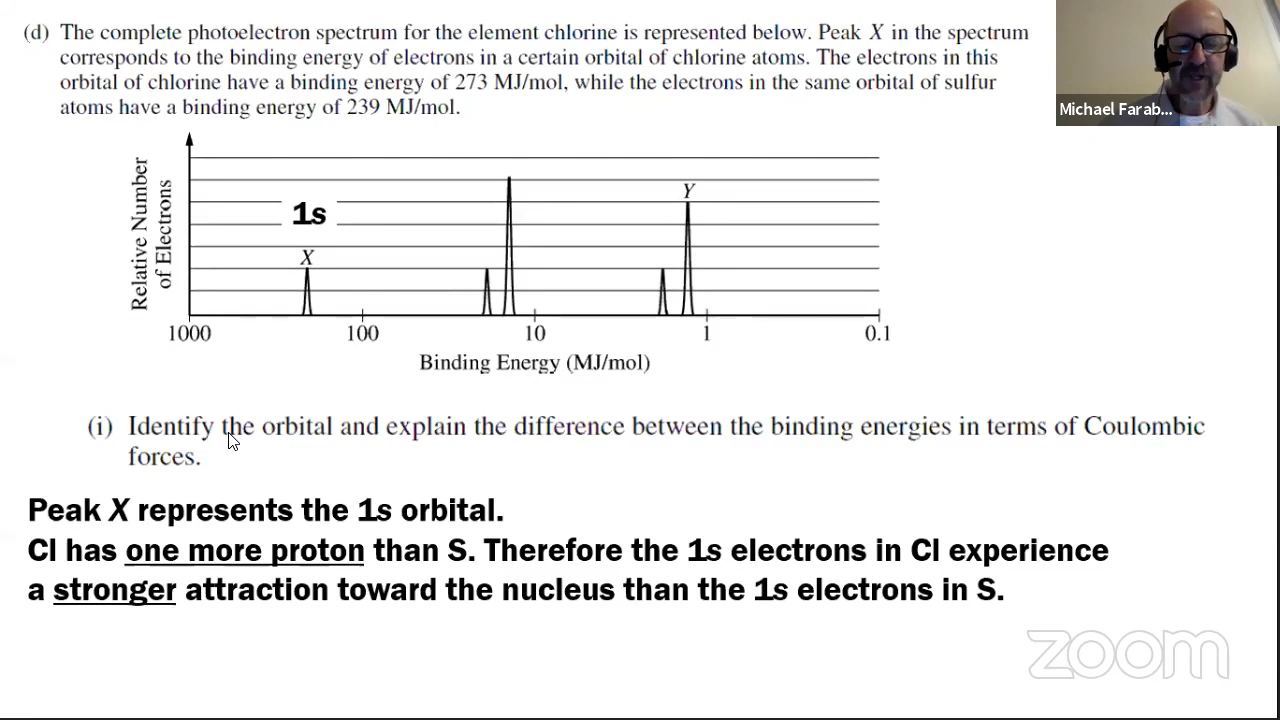 (d) The complete photoelectron spectrum for the element chlorine is represented below. Peak X in the spectrum
corresponds to the binding energy of electrons in a certain orbital of chlorine atoms. The electrons in this
orbital of chlorine have a binding energy of 273 MJ/mol, while the electrons in the same orbital of sulfur
atoms have a binding energy of 239 MJ/mol.
Michael Farab...
Relative Number
of Electrons
1s
X
Y
1000 100 10 1 0.1
Binding Energy (MJ/mol)
(i) Identify the orbital and explain the difference between the binding energies in terms of Coulombic
forces.
Peak X represents the 1s orbital.
Cl has one more proton than S. Therefore the 1s electrons in Cl experience
a stronger attraction toward the nucleus than the 1s electrons in S.
zoom